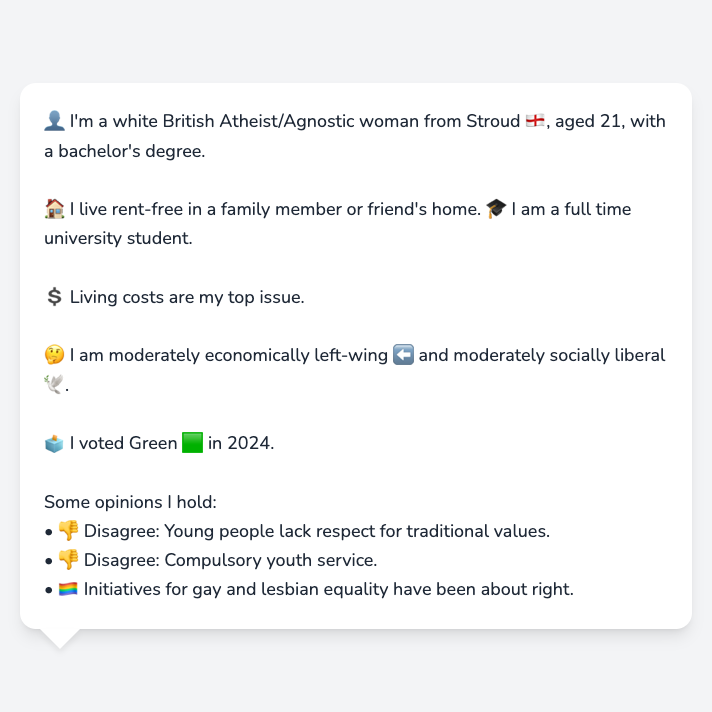 👤 I'm a white British Atheist/Agnostic woman from Stroud 🏴󠁧󠁢󠁥󠁮󠁧󠁿, aged 21, with
a bachelor's degree.
🏠 I live rent-free in a family member or friend's home. 🎓 I am a full time
university student.
💲 Living costs are my top issue.
🤔 I am moderately economically left-wing ⬅️ and moderately socially liberal
🕊️.
🗳️ I voted Green 🟩 in 2024.
Some opinions I hold:
• 👎 Disagree: Young people lack respect for traditional values.
• 👎 Disagree: Compulsory youth service.
• 🏳️‍🌈 Initiatives for gay and lesbian equality have been about right.